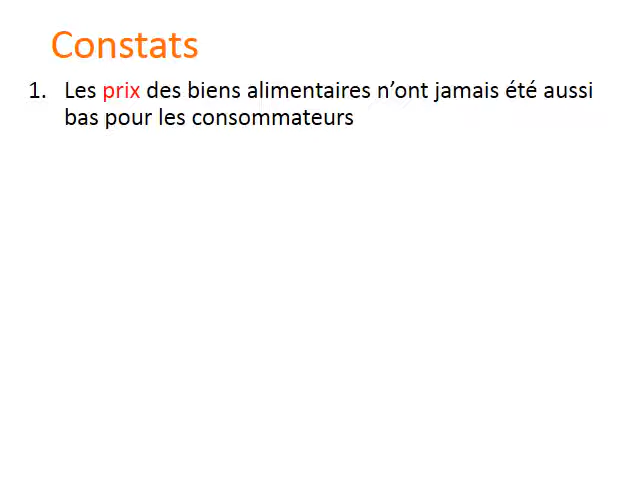 Constats
1. Les prix des biens alimentaires n’ont jamais été aussi
bas pour les consommateurs